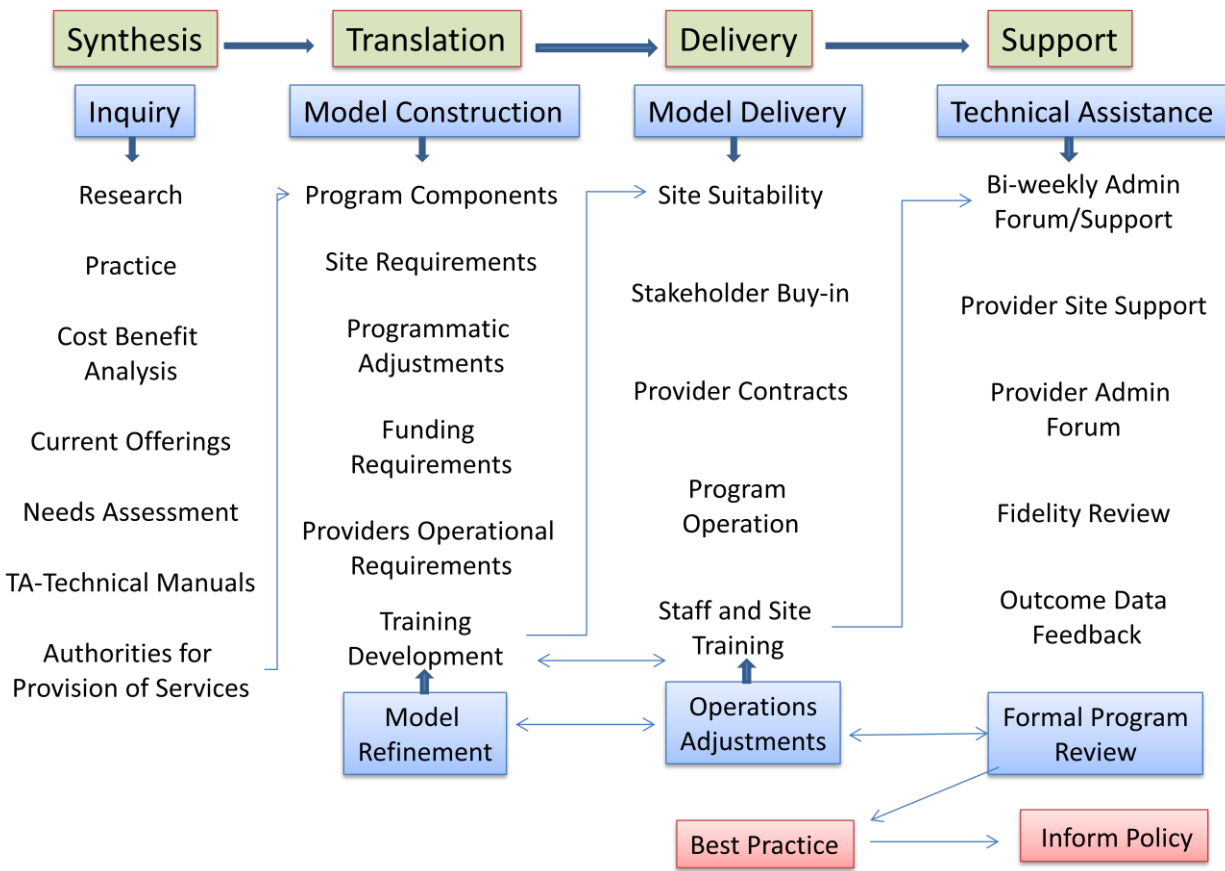 Synthesis
Translation
Delivery
Support
Inquiry
Model Construction
Model Delivery
Technical Assistance
Research
Practice
Cost Benefit
Analysis
Current Offerings
Needs Assessment
TA-Technical Manuals
Authorities for
Provision of Services
Program Components
Site Requirements
Programmatic
Adjustments
Funding
Requirements
Providers Operational
Requirements
Training
Development
Model
Refinement
Site Suitability
Stakeholder Buy-in
Provider Contracts
Program
Operation
Staff and Site
Training
Operations
Adjustments
Bi-weekly Admin
Forum/Support
Provider Site Support
Provider Admin
Forum
Fidelity Review
Outcome Data
Feedback
Formal Program
Review
Best Practice
Inform Policy